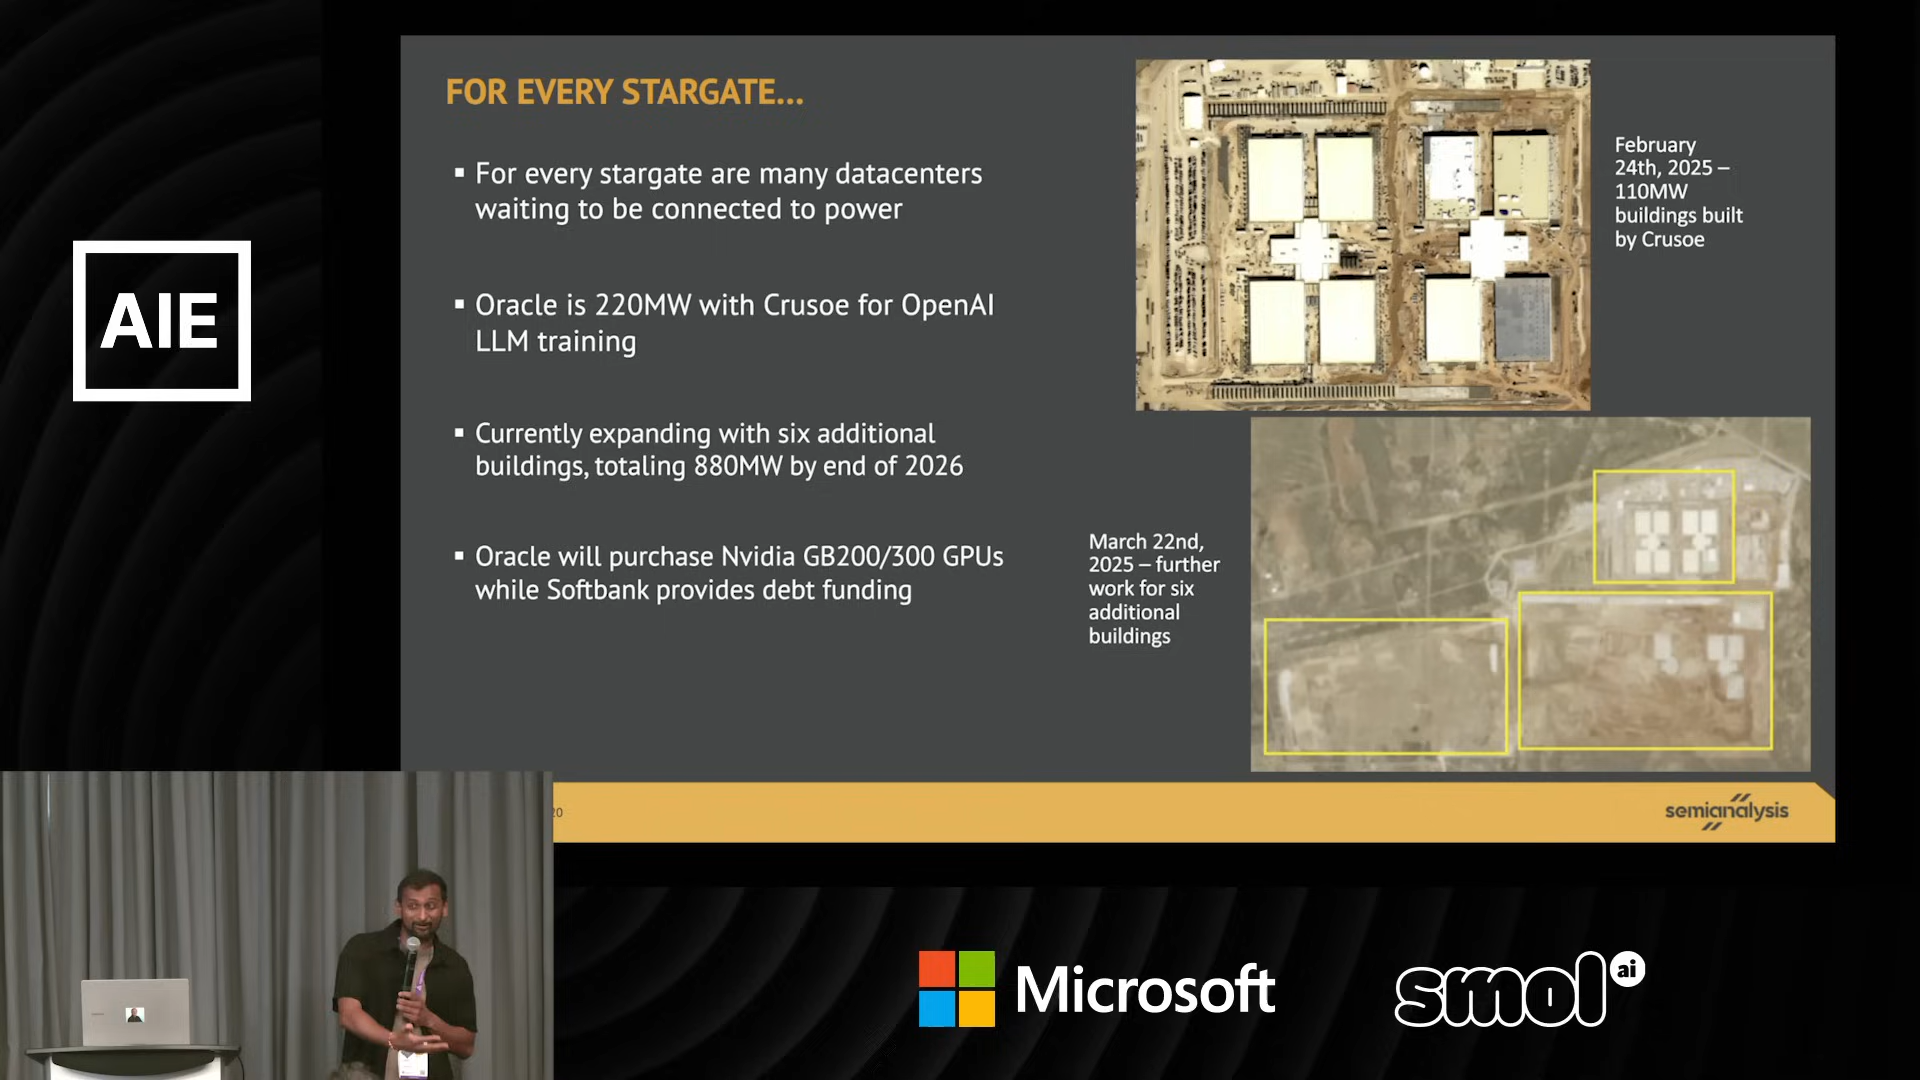 FOR EVERY STARGATE...
▪ For every stargate are many datacenters
waiting to be connected to power
▪ Oracle is 220MW with Crusoe for OpenAI
LLM training
▪ Currently expanding with six additional
buildings, totaling 880MW by end of 2026
▪ Oracle will purchase Nvidia GB200/300 GPUs
while Softbank provides debt funding
February
24th, 2025 –
110MW
buildings built
by Crusoe
March 22nd,
2025 – further
work for six
additional
buildings
20
semianalysis
AIE
Microsoft
smol ai